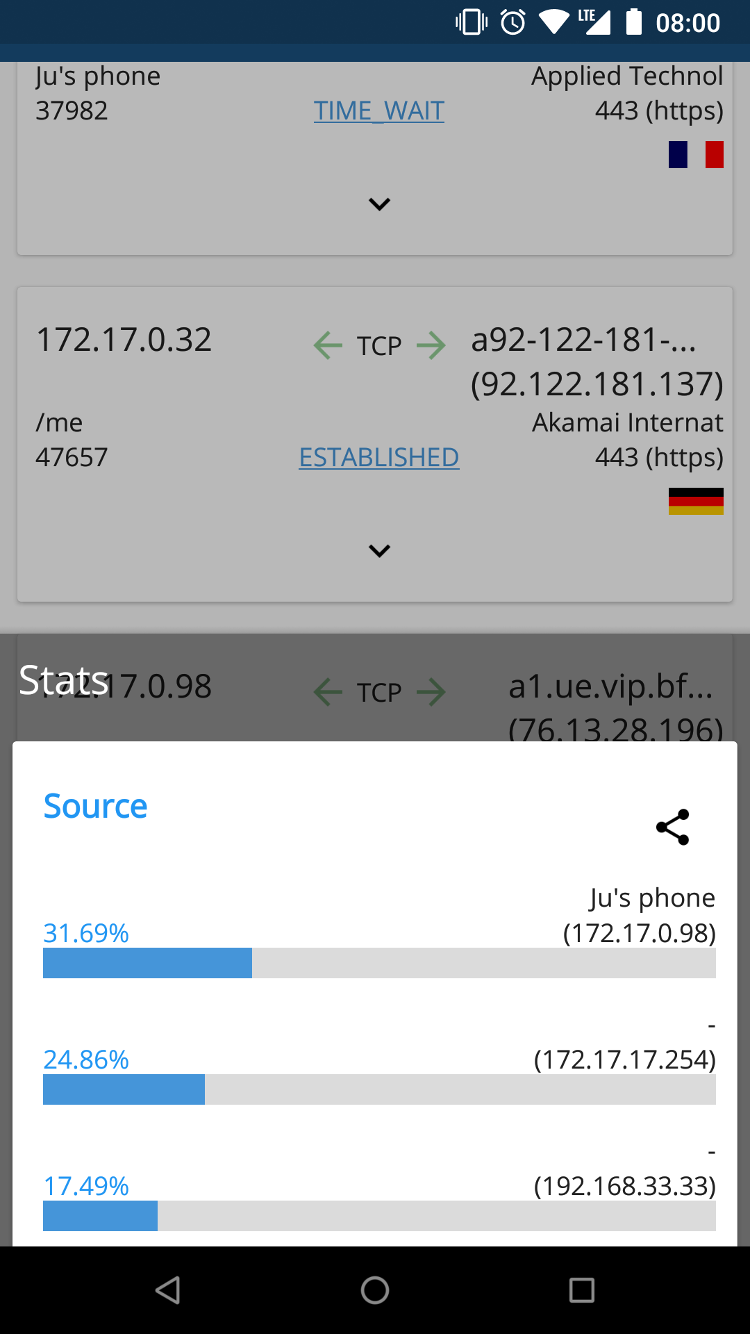 LTE 08:00
Ju's phone Applied Technol
37982 TIME_WAIT 443 (https)
172.17.0.32 TCP a92-122-181-...
(92.122.181.137)
/me Akamai Internat
47657 ESTABLISHED 443 (https)
Stats
172.17.0.98 TCP a1.ue.vip.bf...
(76.13.28.196)
Source
Ju's phone
31.69% (172.17.0.98)
-
24.86% (172.17.17.254)
-
17.49% (192.168.33.33)